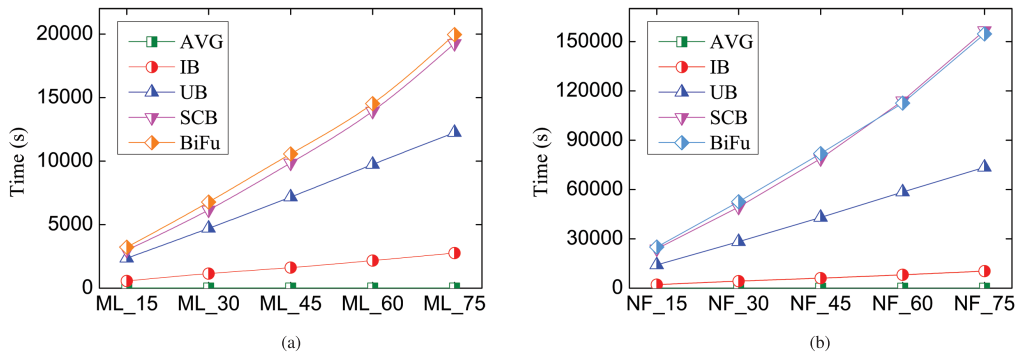 20000
15000
10000
5000
0
Time (s)
AVG
IB
UB
SCB
BiFu
ML_15 ML_30 ML_45 ML_60 ML_75
(a)
150000
120000
90000
60000
30000
0
Time (s)
AVG
IB
UB
SCB
BiFu
NF_15 NF_30 NF_45 NF_60 NF_75
(b)